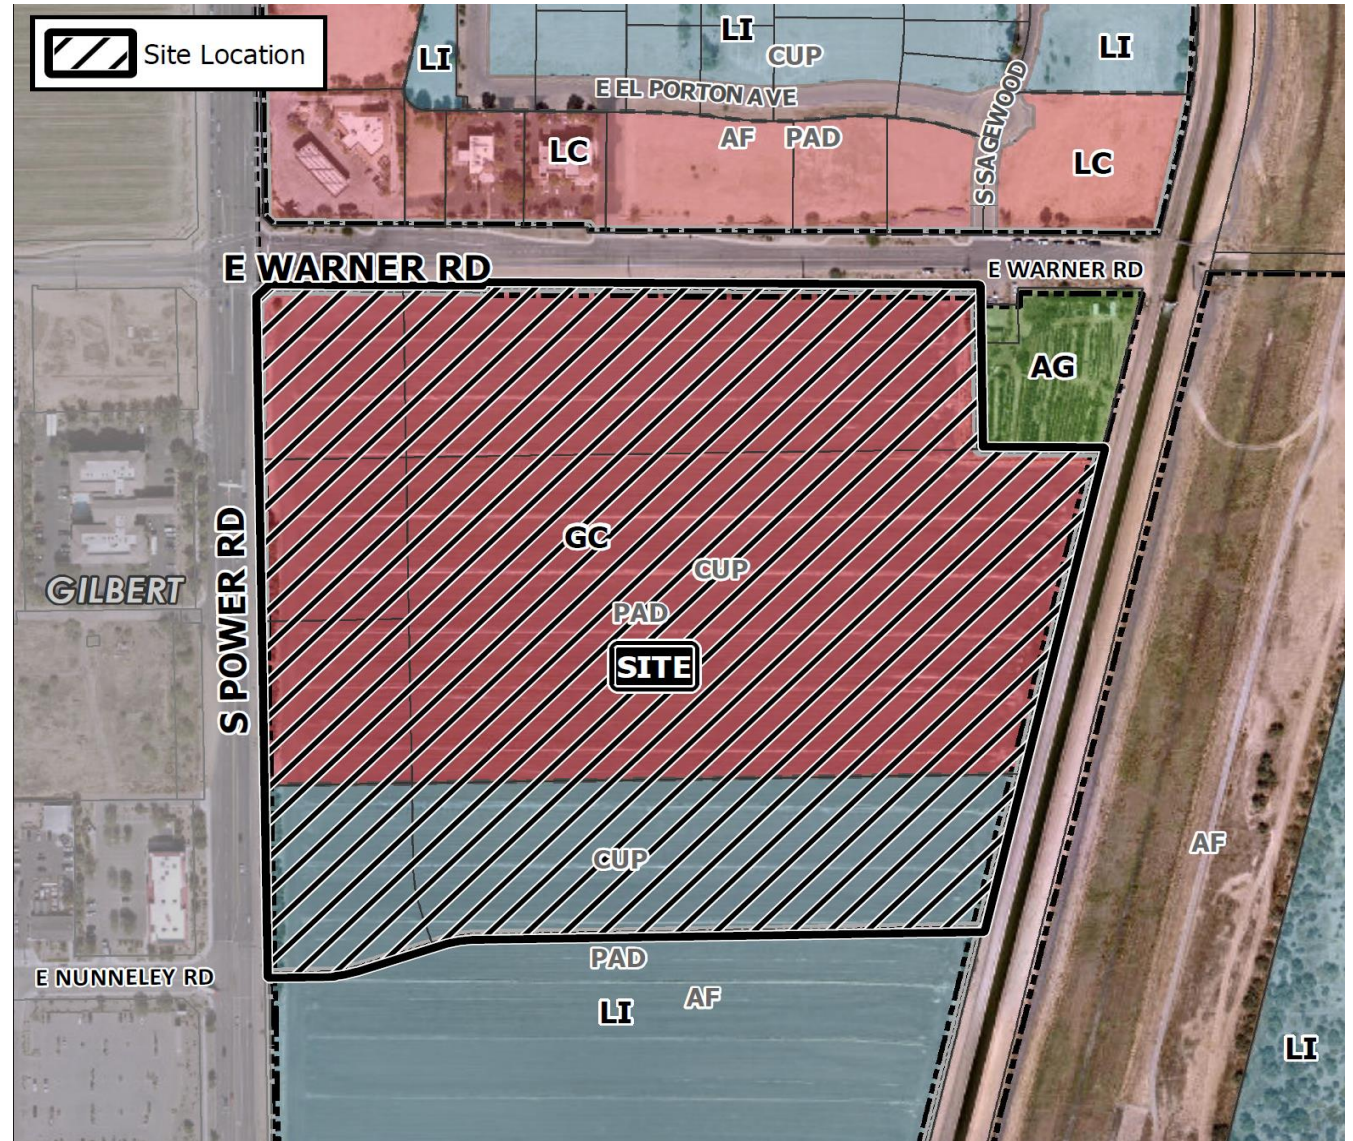 Site Location
LI
LI
CUP
LI
E EL PORTON AVE
S SAGEWOOD
AF PAD
LC
LC
E WARNER RD
E WARNER RD
AG
GC
CUP
PAD
SITE
S POWER RD
GILBERT
CUP
AF
PAD
E NUNNELEY RD
AF
LI
LI